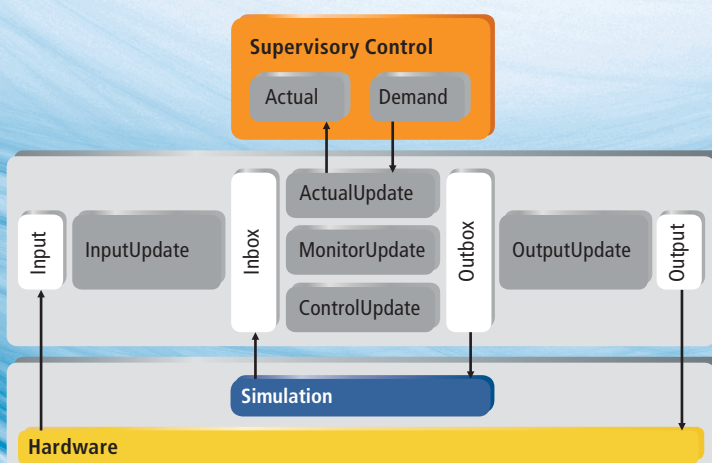 Supervisory Control
Actual
Demand
Input
InputUpdate
Inbox
ActualUpdate
MonitorUpdate
ControlUpdate
Outbox
OutputUpdate
Output
Simulation
Hardware